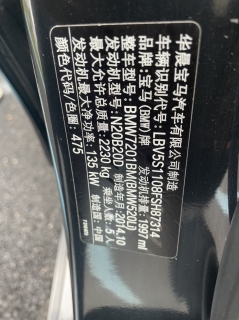 华晨宝马汽车有限公司制造
车辆识别代号: LBV5S1108FSH87314
品牌: 宝马(BMW)牌 发动机排量: 1997 ml
整车型号: BMW7201BM(BMW520Li)
发动机型号: N20B20D 制造年月: 2014.10
最大允许总质量: 2230 kg 乘坐人数: 5 人
发动机最大净功率: 135 kW 制造国: 中国
颜色代码/色图: 475